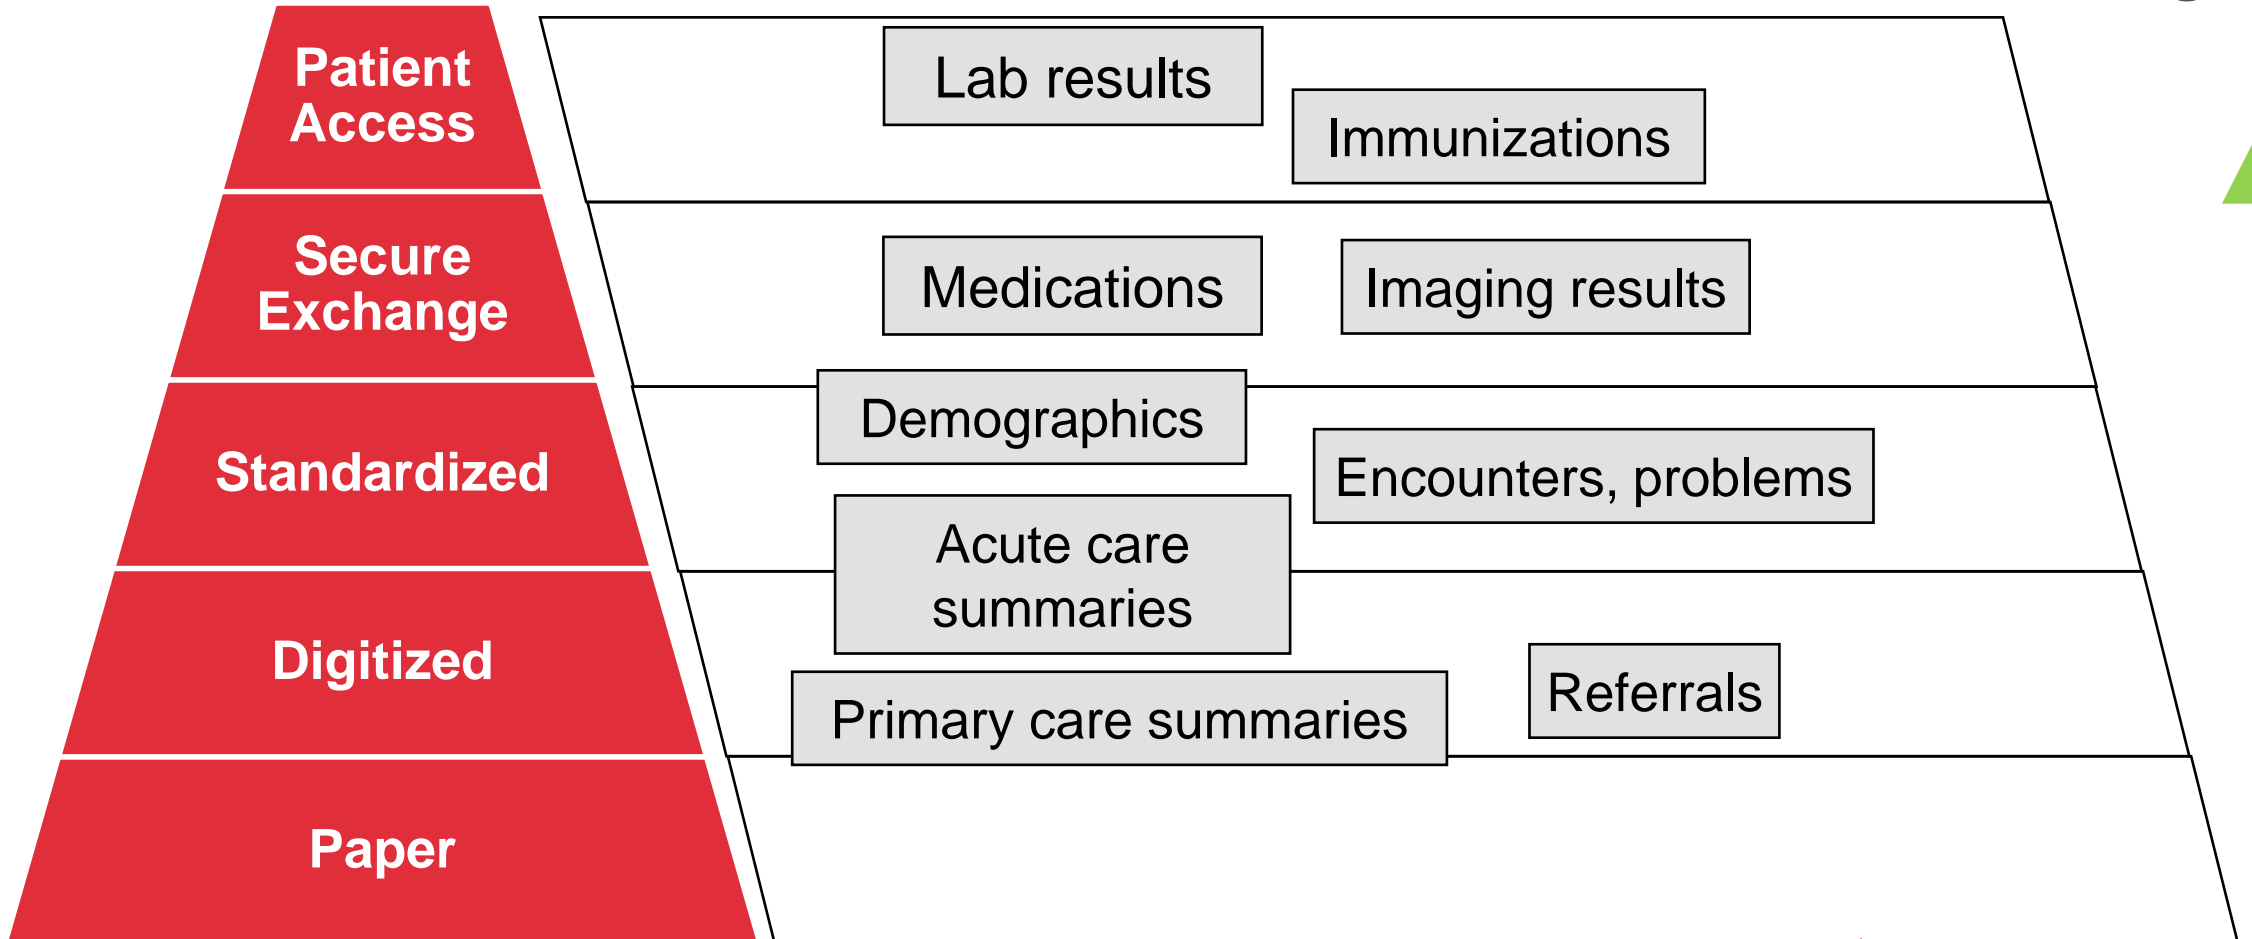 Patient
Access
Lab results
Immunizations
Secure
Exchange
Medications
Imaging results
Standardized
Demographics
Encounters, problems
Acute care
summaries
Digitized
Primary care summaries
Referrals
Paper